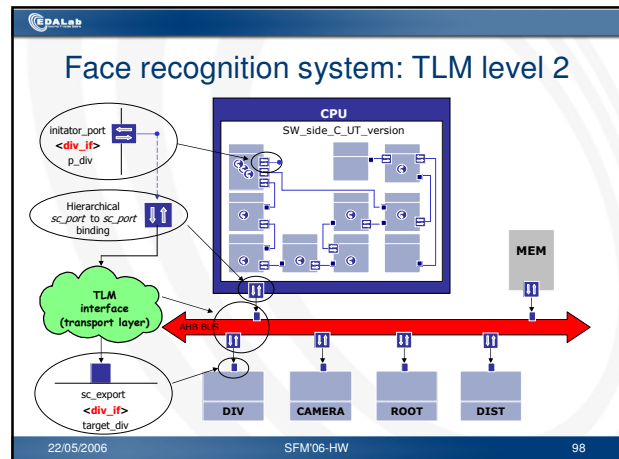 EDALab
Face recognition system: TLM level 2
CPU
SW_side_C_UT_version
initator_port
<div_if>
p_div
Hierarchical
sc_port to sc_port
binding
MEM
TLM
interface
(transport layer)
AHB BUS
sc_export
<div_if>
target_div
DIV
CAMERA
ROOT
DIST
22/05/2006
SFM'06-HW
98